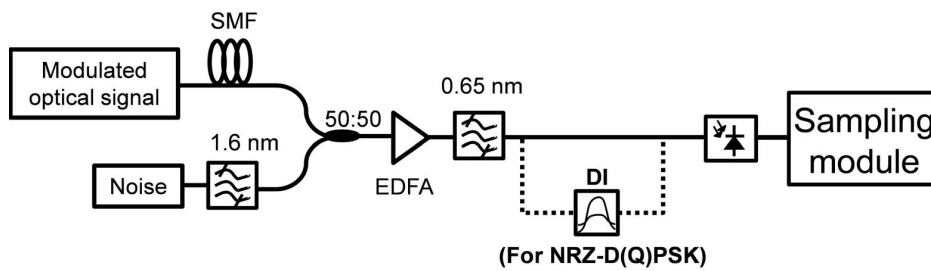 SMF
Modulated
optical signal
0.65 nm
50:50
1.6 nm
Noise
EDFA
DI
(For NRZ-D(Q)PSK)
Sampling
module